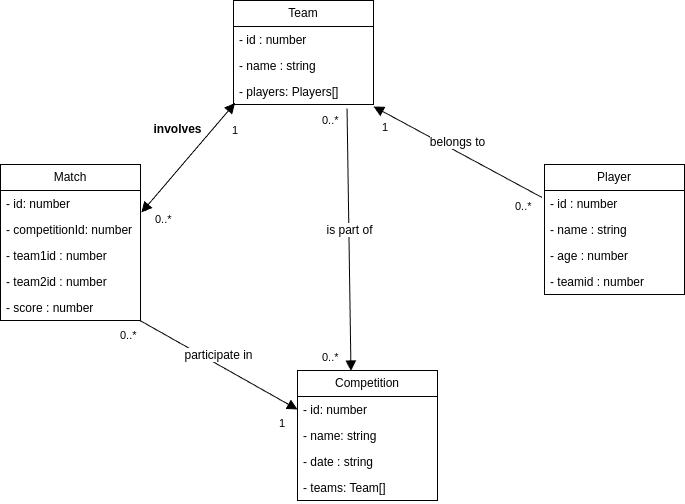 Team
- id : number
- name : string
- players: Players[]
involves
1
0..*
1
belongs to
0..*
0..*
is part of
0..*
Match
- id: number
- competitionId: number
- team1id : number
- team2id : number
- score : number
Player
- id : number
- name : string
- age : number
- teamid : number
0..*
participate in
1
Competition
- id: number
- name: string
- date : string
- teams: Team[]